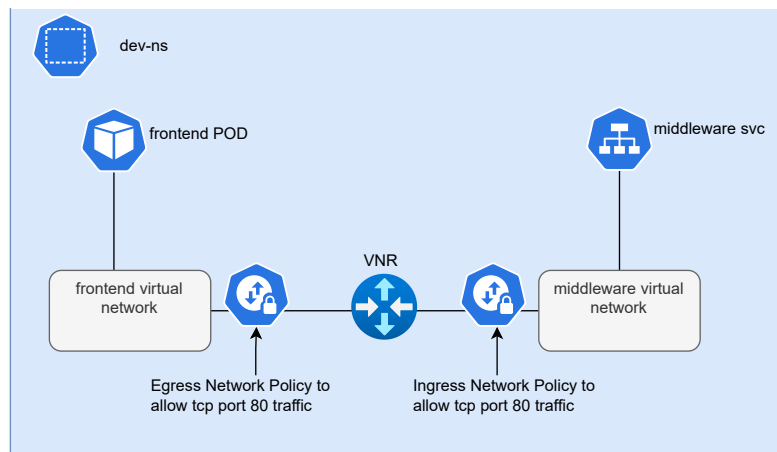 dev-ns
frontend POD
middleware svc
VNR
frontend virtual
network
middleware virtual
network
Egress Network Policy to
allow tcp port 80 traffic
Ingress Network Policy to
allow tcp port 80 traffic